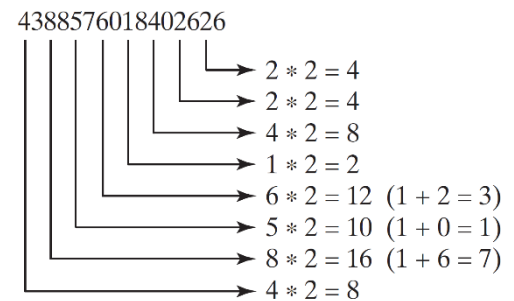 4388576018402626
2 * 2 = 4
2 * 2 = 4
4 * 2 = 8
1 * 2 = 2
6 * 2 = 12 (1 + 2 = 3)
5 * 2 = 10 (1 + 0 = 1)
8 * 2 = 16 (1 + 6 = 7)
4 * 2 = 8